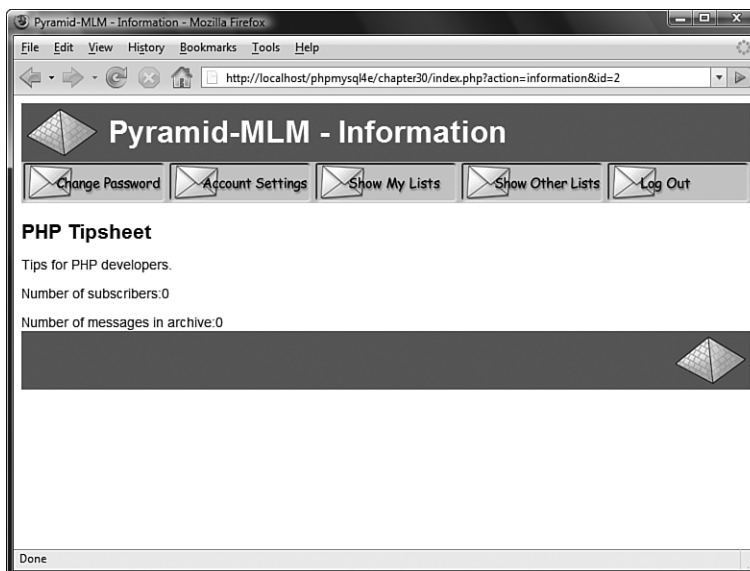 Pyramid-MLM - Information - Mozilla Firefox
File Edit View History Bookmarks Tools Help
http://localhost/phpmysql4e/chapter30/index.php?action=information&id=2
Pyramid-MLM - Information
Change Password Account Settings Show My Lists Show Other Lists Log Out
PHP Tipsheet
Tips for PHP developers.
Number of subscribers:0
Number of messages in archive:0
Done